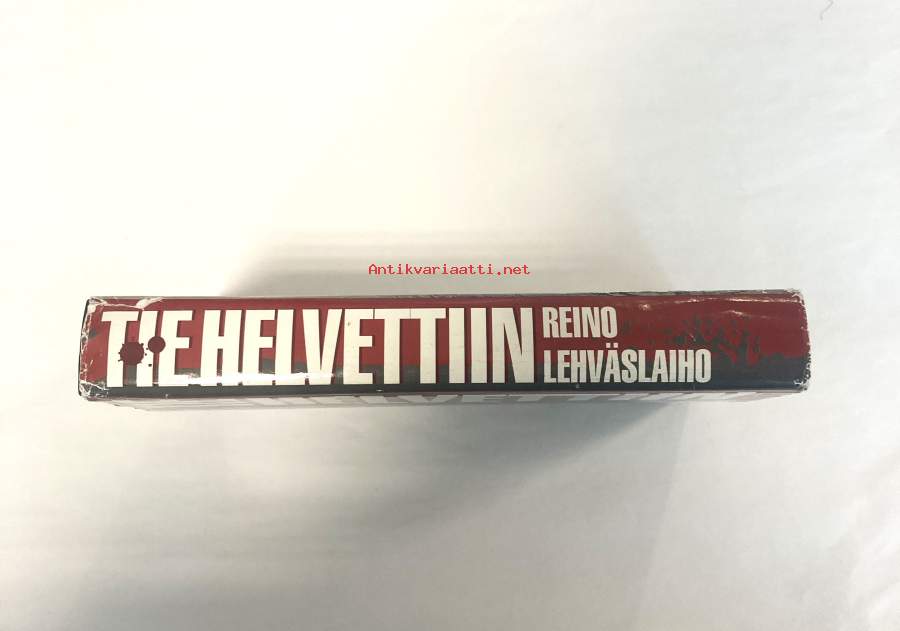 Antikvariaatti.net
TIE HELVETTIIN
REINO
LEHVÄSLAIHO